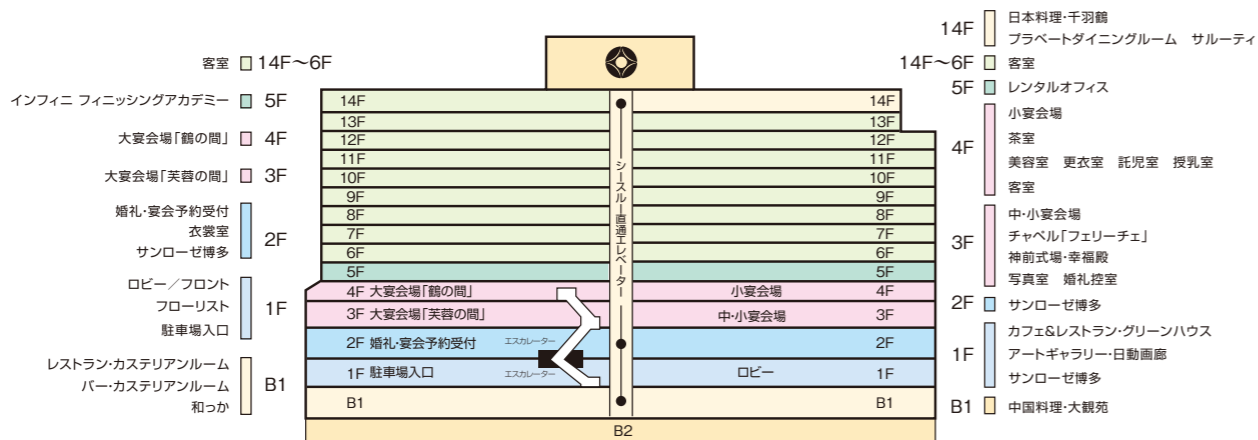 客室 14F〜6F
インフィニ フィニッシングアカデミー 5F
大宴会場「鶴の間」 4F
大宴会場「芙蓉の間」 3F
婚礼・宴会予約受付
衣裳室
サンローゼ博多
2F
ロビー／フロント
フローリスト
駐車場入口
1F
レストラン・カステリアンルーム
バー・カステリアンルーム
和っか
B1
14F 14F
13F 13F
12F 12F
11F 11F
10F 10F
9F 9F
8F 8F
7F 7F
6F 6F
5F 5F
4F 大宴会場「鶴の間」 小宴会場 4F
3F 大宴会場「芙蓉の間」 中・小宴会場 3F
2F 婚礼・宴会予約受付 エスカレーター 2F
1F 駐車場入口 エスカレーター ロビー 1F
B1 B1
B2
シースルー直通エレベーター
14F
日本料理・千羽鶴
プラベートダイニングルーム サルーティ
14F〜6F 客室
5F レンタルオフィス
4F
小宴会場
茶室
美容室 更衣室 託児室 授乳室
客室
3F
中・小宴会場
チャペル「フェリーチェ」
神前式場・幸福殿
写真室 婚礼控室
2F サンローゼ博多
1F
カフェ&レストラン・グリーンハウス
アートギャラリー・日動画廊
サンローゼ博多
B1 中国料理・大観苑